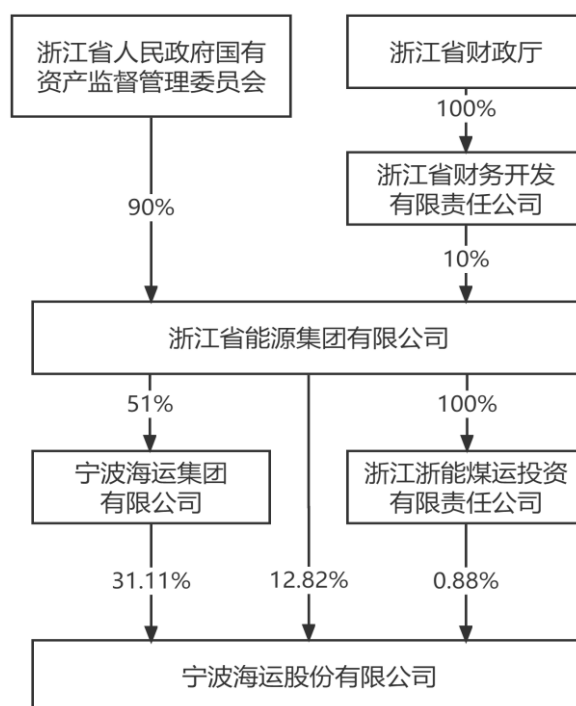 浙江省人民政府国有
资产监督管理委员会
浙江省财政厅
100%
浙江省财务开发
有限责任公司
90%
10%
浙江省能源集团有限公司
51%
100%
宁波海运集团
有限公司
浙江浙能煤运投资
有限责任公司
31.11%
12.82%
0.88%
宁波海运股份有限公司